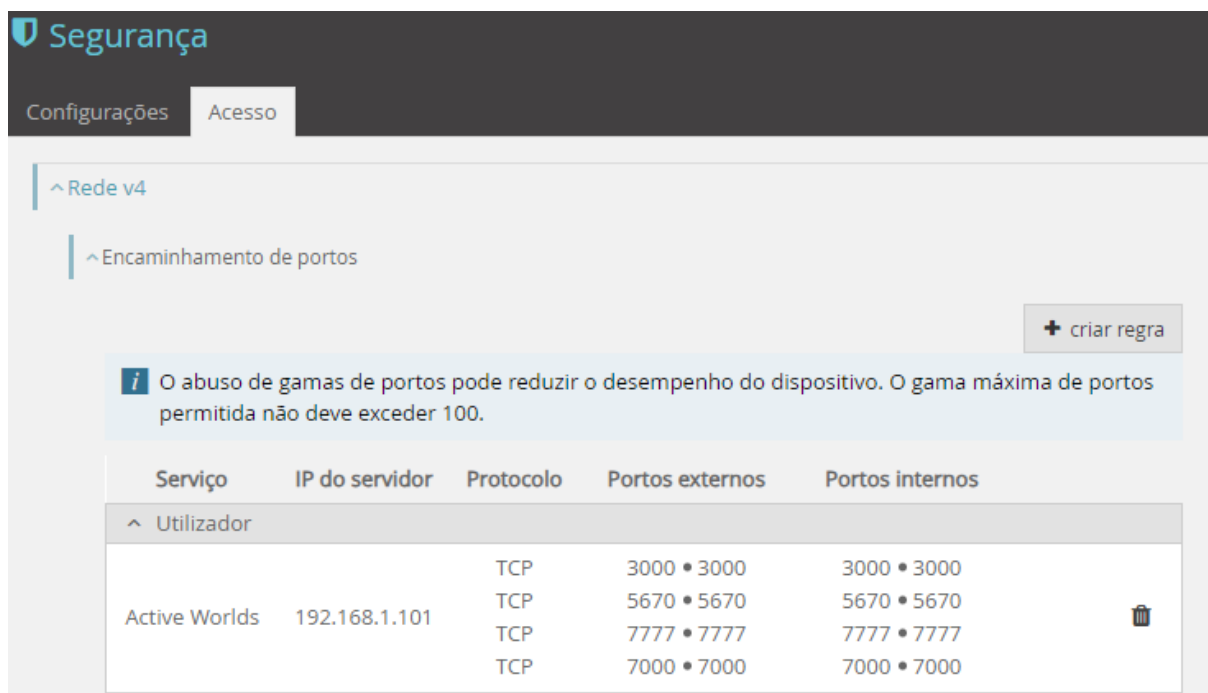 Segurança
Configurações Acesso
Rede v4
Encaminhamento de portos
+ criar regra
i O abuso de gamas de portos pode reduzir o desempenho do dispositivo. O gama máxima de portos
permitida não deve exceder 100.
Serviço IP do servidor Protocolo Portos externos Portos internos
Utilizador
TCP 3000 • 3000 3000 • 3000
TCP 5670 • 5670 5670 • 5670
Active Worlds 192.168.1.101
TCP 7777 • 7777 7777 • 7777
TCP 7000 • 7000 7000 • 7000